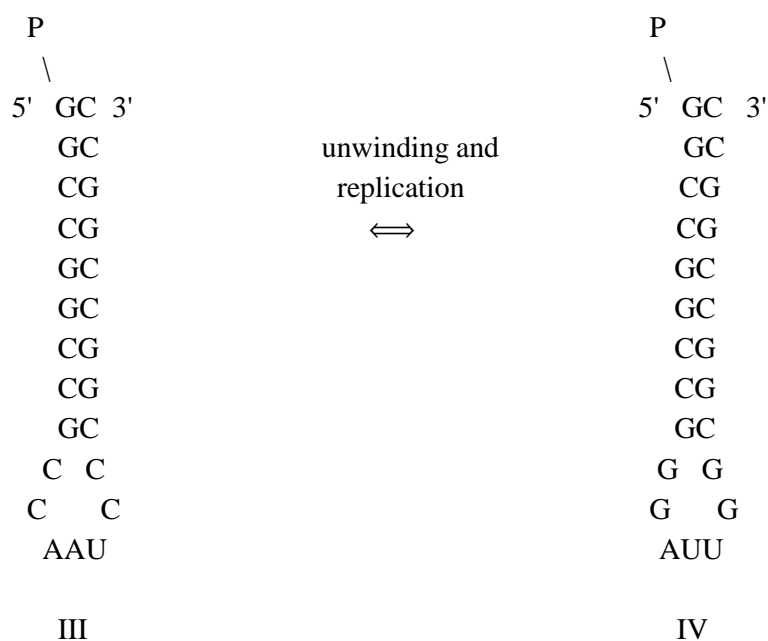 P P
\ \
5' GC 3' 5' GC 3'
GC unwinding and GC
CG replication CG
CG ⟺ CG
GC GC
GC GC
CG CG
CG CG
GC GC
C C G G
C C G G
AAU AUU
III IV